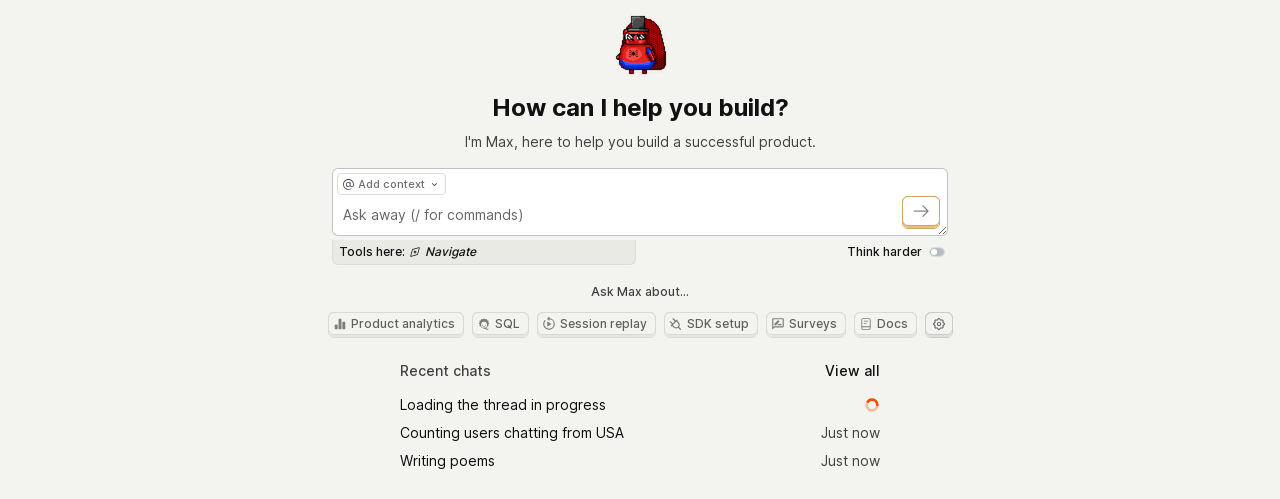 How can I help you build?
I'm Max, here to help you build a successful product.
@ Add context
Ask away (/ for commands)
Tools here: Navigate
Think harder
Ask Max about...
Product analytics
SQL
Session replay
SDK setup
Surveys
Docs
Recent chats
View all
Loading the thread in progress
Counting users chatting from USA
Just now
Writing poems
Just now